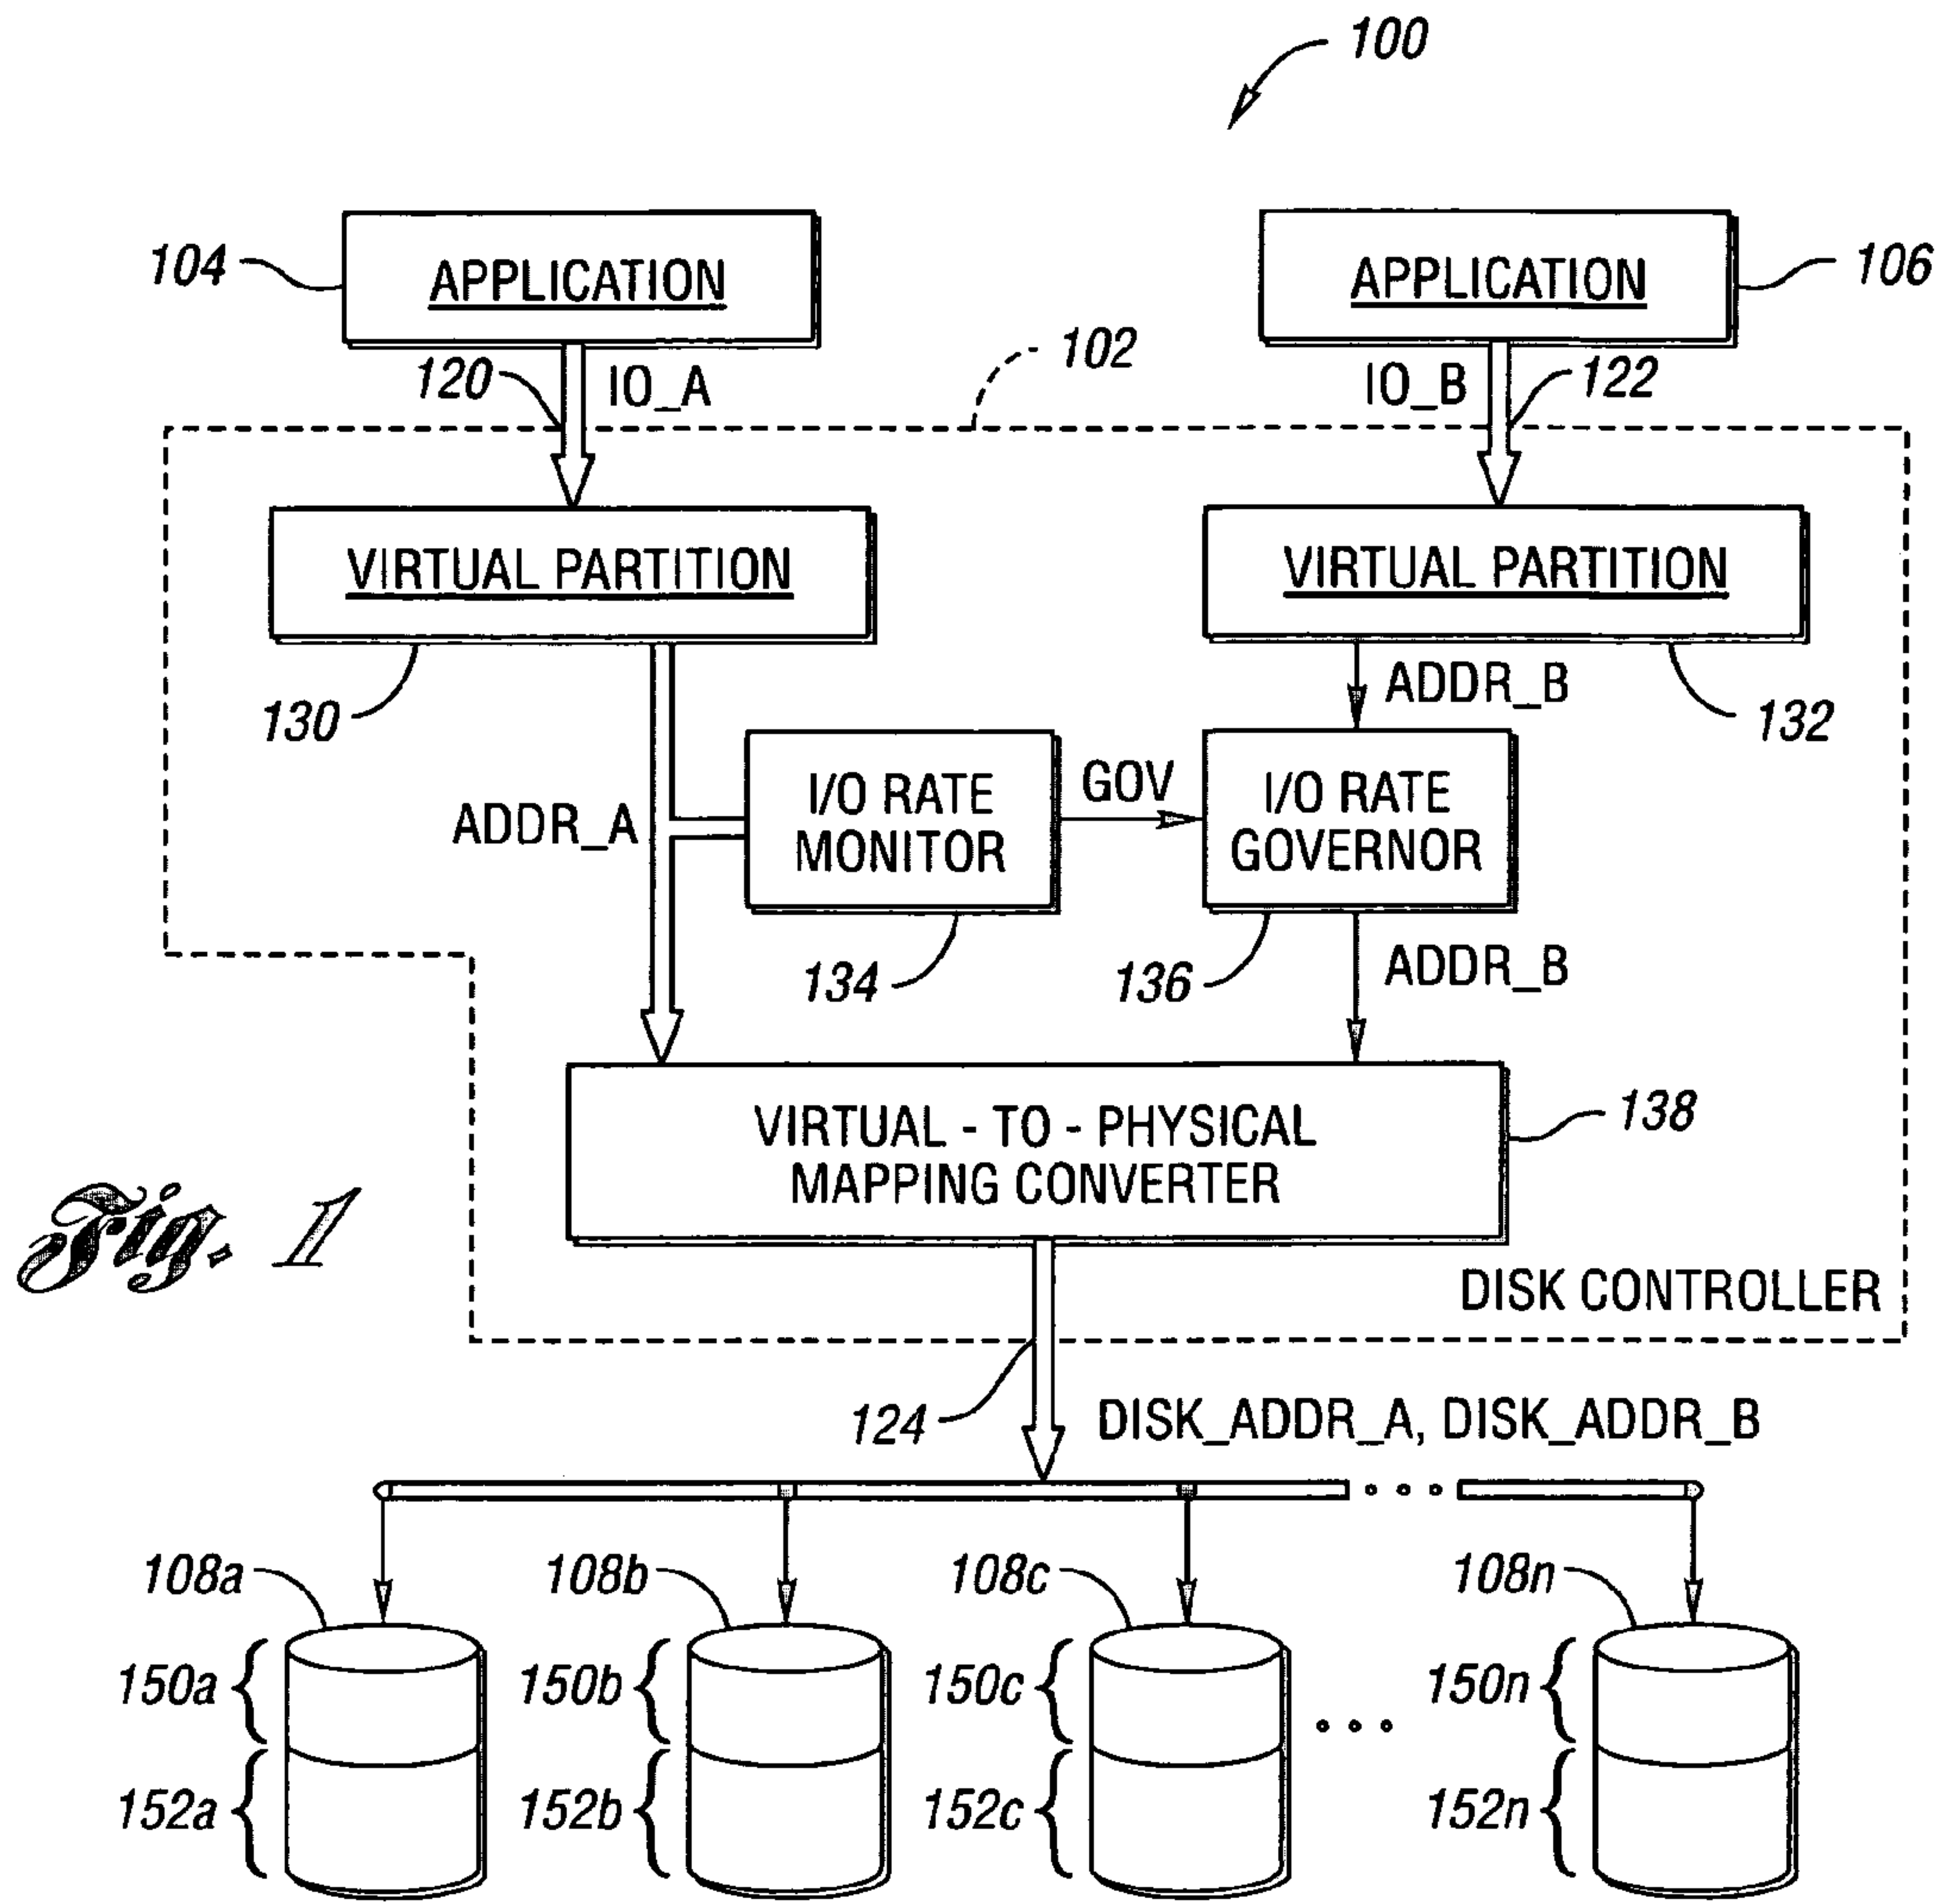 100
104
APPLICATION
APPLICATION
106
102
120
IO_A
IO_B
122
VIRTUAL PARTITION
VIRTUAL PARTITION
130
ADDR_B
132
ADDR_A
I/O RATE
MONITOR
GOV
I/O RATE
GOVERNOR
134
136
ADDR_B
VIRTUAL - TO - PHYSICAL
MAPPING CONVERTER
138
Fig. 1
DISK CONTROLLER
124
DISK_ADDR_A, DISK_ADDR_B
108a
108b
108c
108n
150a
150b
150c
150n
152a
152b
152c
152n